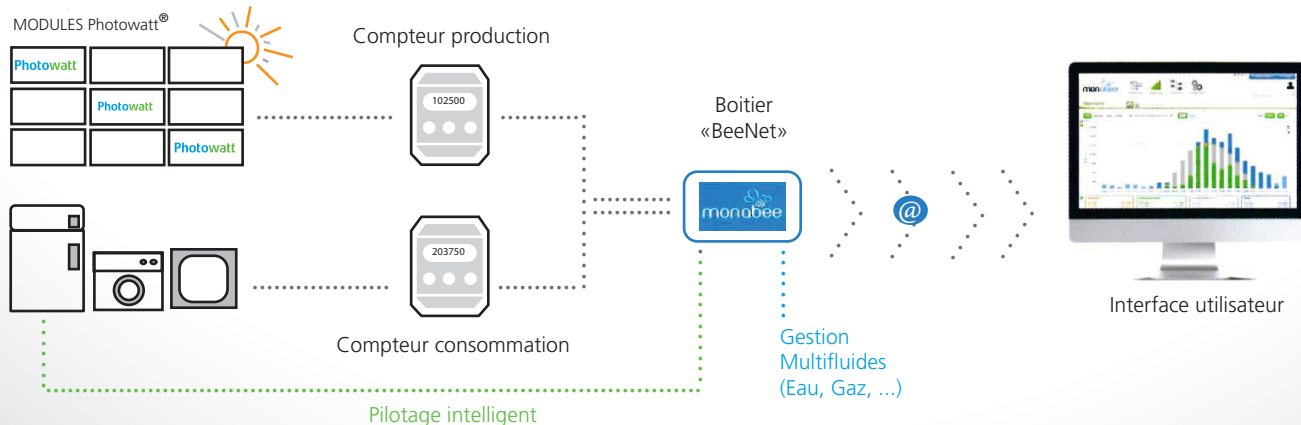 MODULES Photowatt®
Photowatt
Photowatt
Photowatt
Compteur production
102500
Boitier
«BeeNet»
monabee
@
monabee
203750
Compteur consommation
Interface utilisateur
Gestion
Multifluides
(Eau, Gaz, ...)
Pilotage intelligent